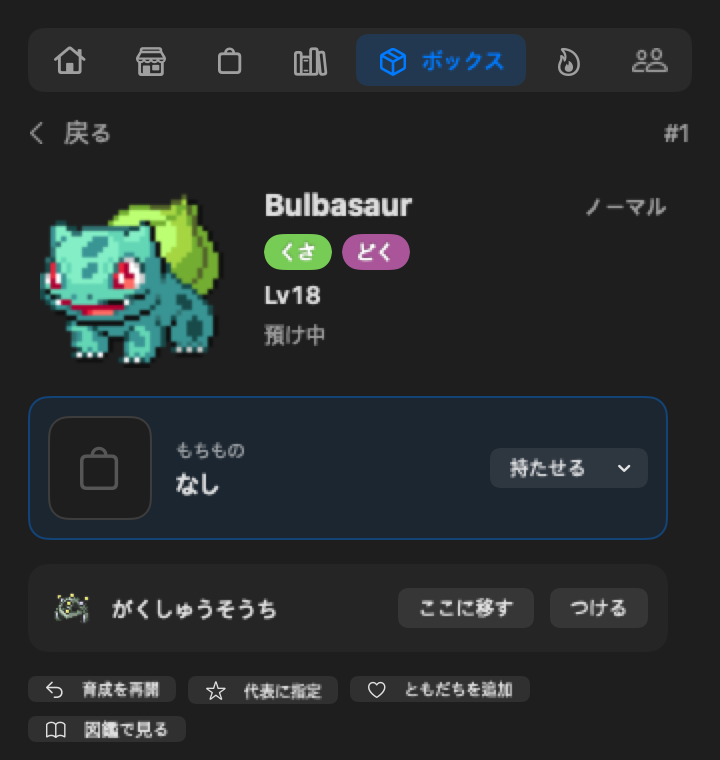 ボックス
戻る
#1
Bulbasaur
ノーマル
くさ どく
Lv18
預け中
もちもの
なし
持たせる
がくしゅうそうち
ここに移す
つける
育成を再開
代表に指定
ともだちを追加
図鑑で見る